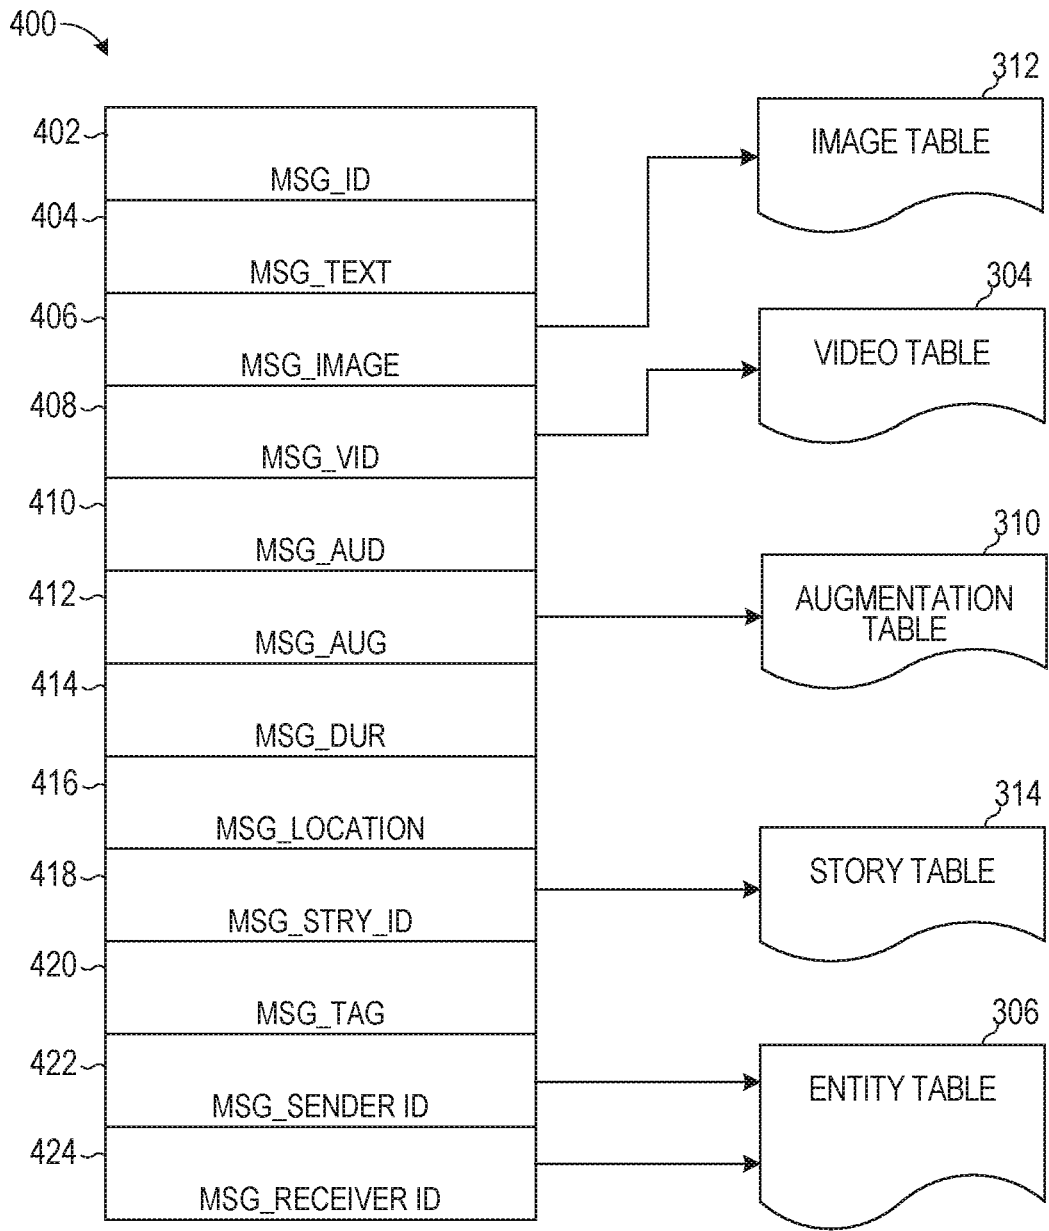 400
402
MSG_ID
404
MSG_TEXT
406
MSG_IMAGE
408
MSG_VID
410
MSG_AUD
412
MSG_AUG
414
MSG_DUR
416
MSG_LOCATION
418
MSG_STRY_ID
420
MSG_TAG
422
MSG_SENDER ID
424
MSG_RECEIVER ID
312
IMAGE TABLE
304
VIDEO TABLE
310
AUGMENTATION
TABLE
314
STORY TABLE
306
ENTITY TABLE